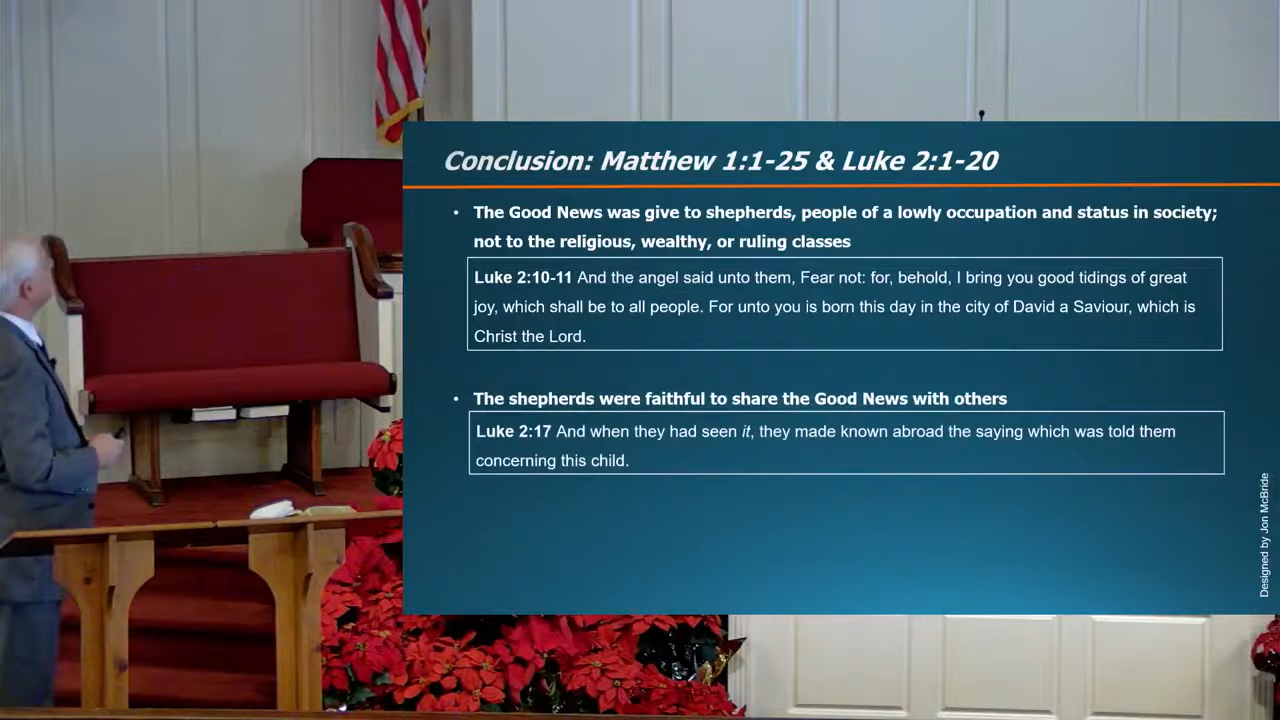 Conclusion: Matthew 1:1-25 & Luke 2:1-20
• The Good News was give to shepherds, people of a lowly occupation and status in society;
not to the religious, wealthy, or ruling classes
Luke 2:10-11 And the angel said unto them, Fear not: for, behold, I bring you good tidings of great
joy, which shall be to all people. For unto you is born this day in the city of David a Saviour, which is
Christ the Lord.
• The shepherds were faithful to share the Good News with others
Luke 2:17 And when they had seen it, they made known abroad the saying which was told them
concerning this child.
Designed by Jon McBride